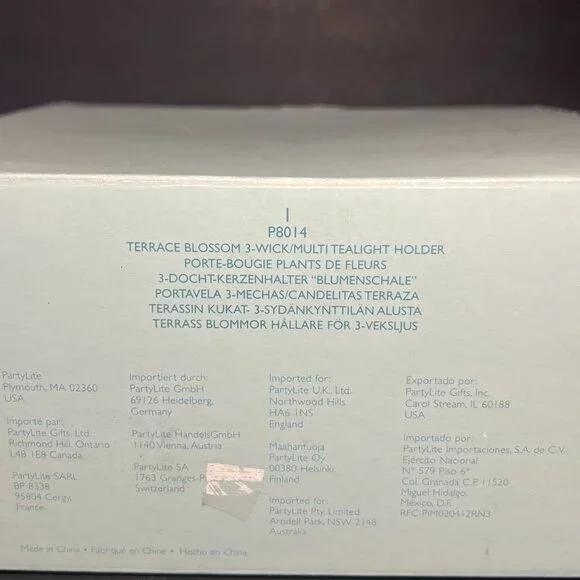 1
P8014
TERRACE BLOSSOM 3-WICK/MULTI TEALIGHT HOLDER
PORTE-BOUGIE PLANTS DE FLEURS
3-DOCHT-KERZENHALTER "BLUMENSCHALE"
PORTAVELA 3-MECHAS/CANDELITAS TERRAZA
TERASSIN KUKAT- 3-SYDÄNKYNTTILÄN ALUSTA
TERRASS BLOMMOR HÅLLARE FÖR 3-VEKSLJUS
PartyLite
Plymouth, MA 02360
USA
Importé par:
PartyLite Gifts, Ltd.
Richmond Hill, Ontario
L4B 1E8 Canada
PartyLite SARL
BP 8338
95804 Cergy,
France
Importiert durch:
PartyLite GmbH
69126 Heidelberg,
Germany
PartyLite HandelsGmbH
1140 Vienna, Austria
PartyLite SA
1763 Granges-P
Switzerland
Imported for:
PartyLite U.K., Ltd.
Northwood Hills
HA6 1NS
England
Maahantuoja
PartyLite Oy
00380 Helsinki,
Finland
Imported for:
PartyLite Pty. Limited
Arndell Park, NSW 2148
Australia
Exportado por:
PartyLite Gifts, Inc.
Carol Stream, IL 60188
USA
Importado por:
PartyLite Importaciones, S.A. de C.V.
Ejército Nacional
N° 579 Piso 6°
Col. Granada C.P. 11520
Miguel Hidalgo,
México, D.F.
RFC-PIM020412RN3
Made in China • Fabriqué en Chine • Hecho en China